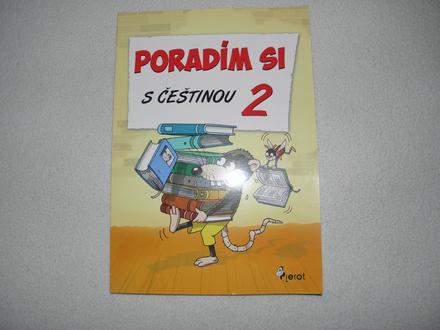 PORADÍM SI
S ČEŠTINOU 2
Pierot